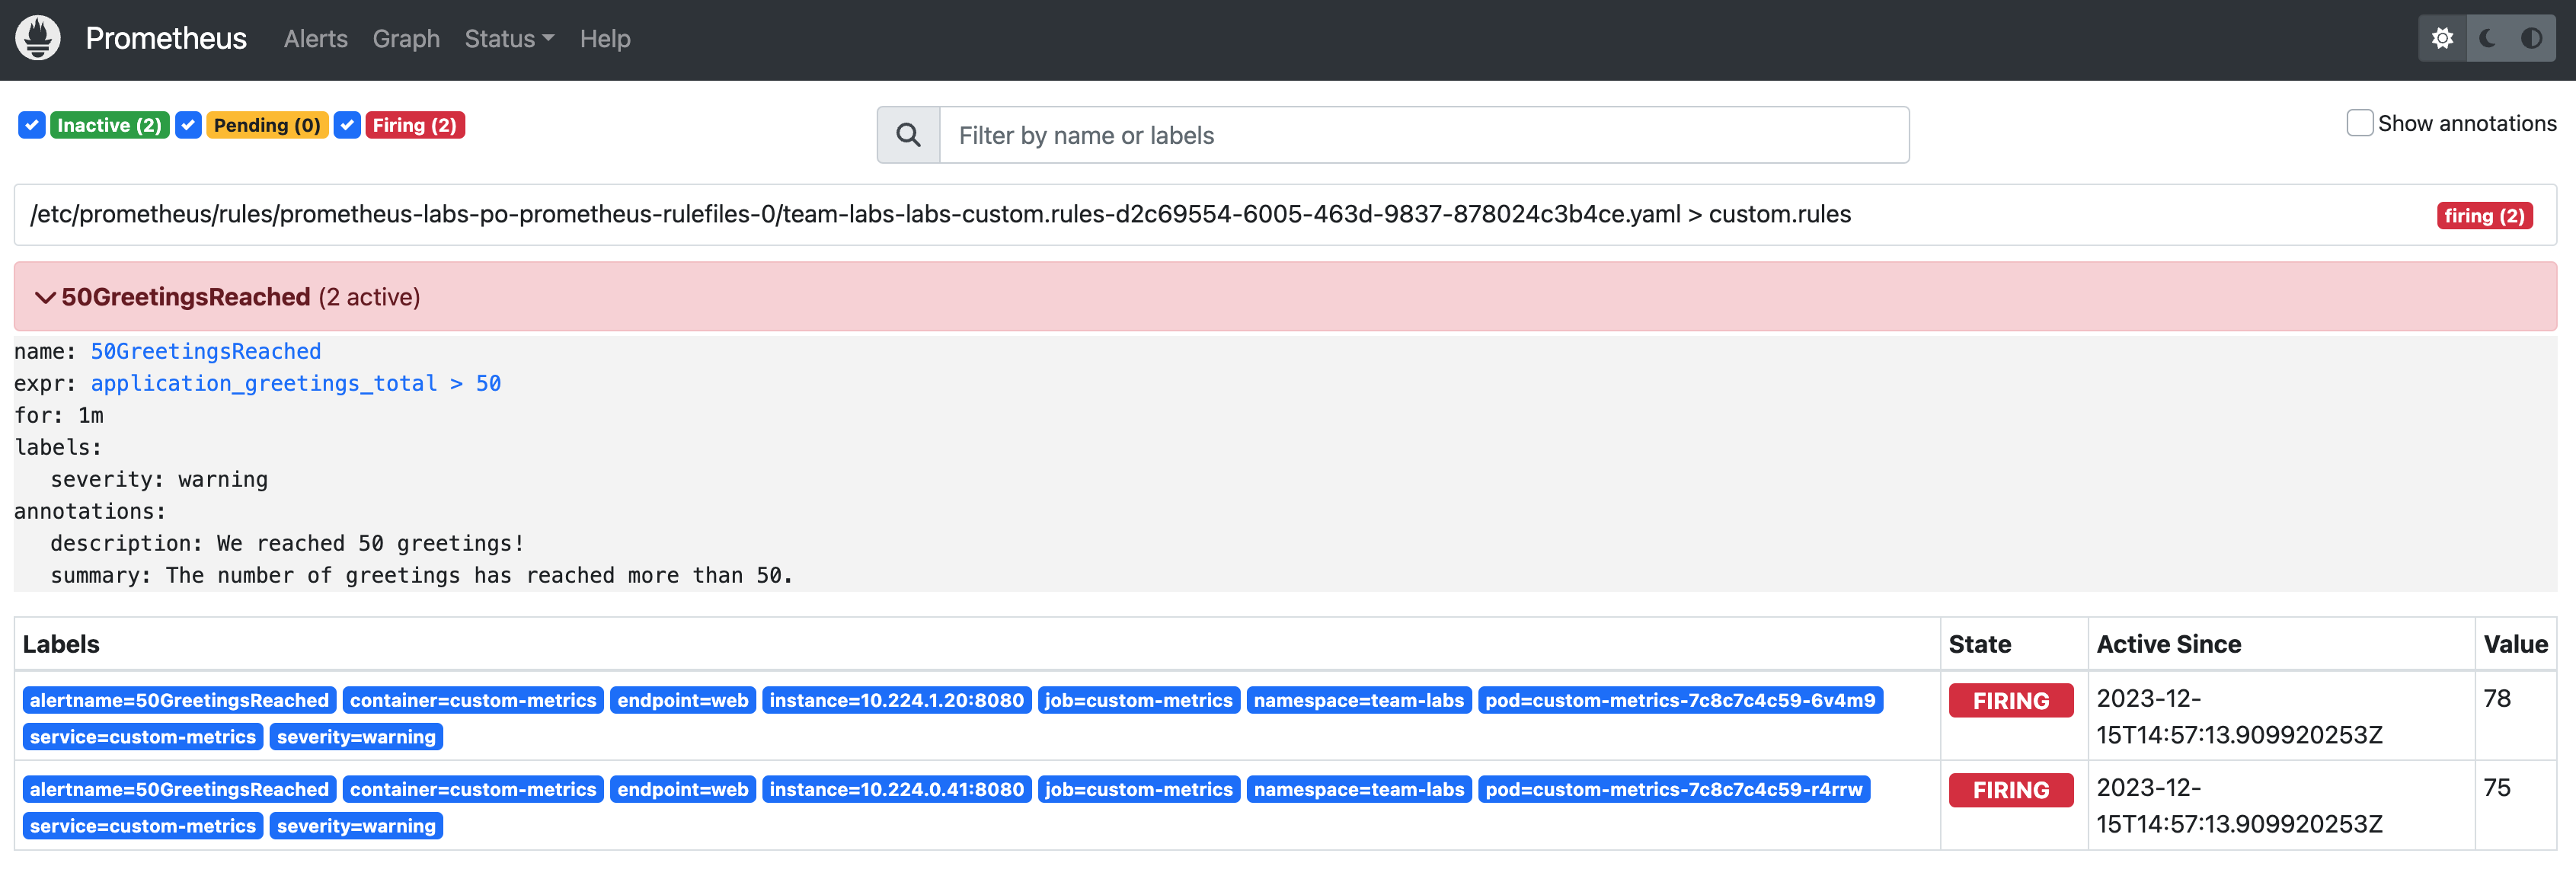 Prometheus Alerts Graph Status Help
Inactive (2) Pending (0) Firing (2) Filter by name or labels Show annotations
/etc/prometheus/rules/prometheus-labs-po-prometheus-rulefiles-0/team-labs-labs-custom.rules-d2c69554-6005-463d-9837-878024c3b4ce.yaml > custom.rules firing (2)
50GreetingsReached (2 active)
name: 50GreetingsReached
expr: application_greetings_total > 50
for: 1m
labels:
severity: warning
annotations:
description: We reached 50 greetings!
summary: The number of greetings has reached more than 50.
Labels State Active Since Value
alertname=50GreetingsReached container=custom-metrics endpoint=web instance=10.224.1.20:8080 job=custom-metrics namespace=team-labs pod=custom-metrics-7c8c7c4c59-6v4m9 FIRING 2023-12- 78
service=custom-metrics severity=warning 15T14:57:13.909920253Z
alertname=50GreetingsReached container=custom-metrics endpoint=web instance=10.224.0.41:8080 job=custom-metrics namespace=team-labs pod=custom-metrics-7c8c7c4c59-r4rrw FIRING 2023-12- 75
service=custom-metrics severity=warning 15T14:57:13.909920253Z